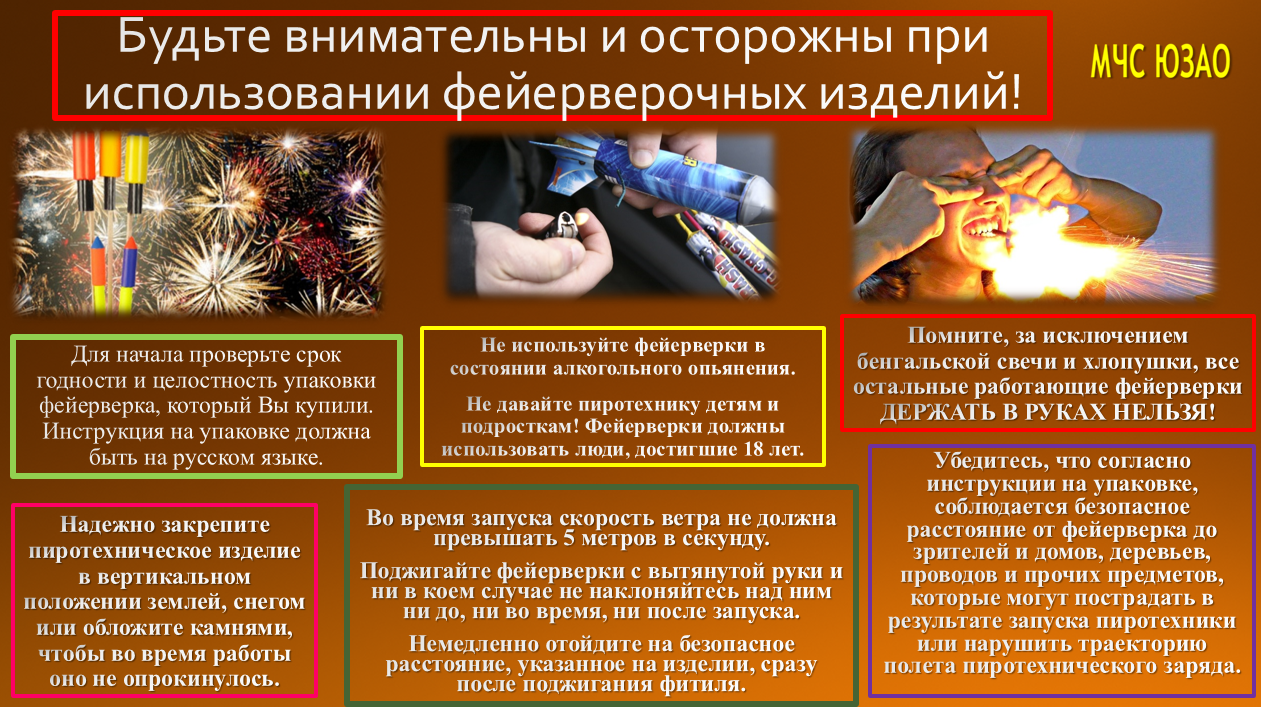 Будьте внимательны и осторожны при
использовании фейерверочных изделий!
МЧС ЮЗАО
Для начала проверьте срок
годности и целостность упаковки
фейерверка, который Вы купили.
Инструкция на упаковке должна
быть на русском языке.
Не используйте фейерверки в
состоянии алкогольного опьянения.
Не давайте пиротехнику детям и
подросткам! Фейерверки должны
использовать люди, достигшие 18 лет.
Помните, за исключением
бенгальской свечи и хлопушки, все
остальные работающие фейерверки
ДЕРЖАТЬ В РУКАХ НЕЛЬЗЯ!
Надежно закрепите
пиротехническое изделие
в вертикальном
положении землей, снегом
или обложите камнями,
чтобы во время работы
оно не опрокинулось.
Во время запуска скорость ветра не должна
превышать 5 метров в секунду.
Поджигайте фейерверки с вытянутой руки и
ни в коем случае не наклоняйтесь над ним
ни до, ни во время, ни после запуска.
Немедленно отойдите на безопасное
расстояние, указанное на изделии, сразу
после поджигания фитиля.
Убедитесь, что согласно
инструкции на упаковке,
соблюдается безопасное
расстояние от фейерверка до
зрителей и домов, деревьев,
проводов и прочих предметов,
которые могут пострадать в
результате запуска пиротехники
или нарушить траекторию
полета пиротехнического заряда.